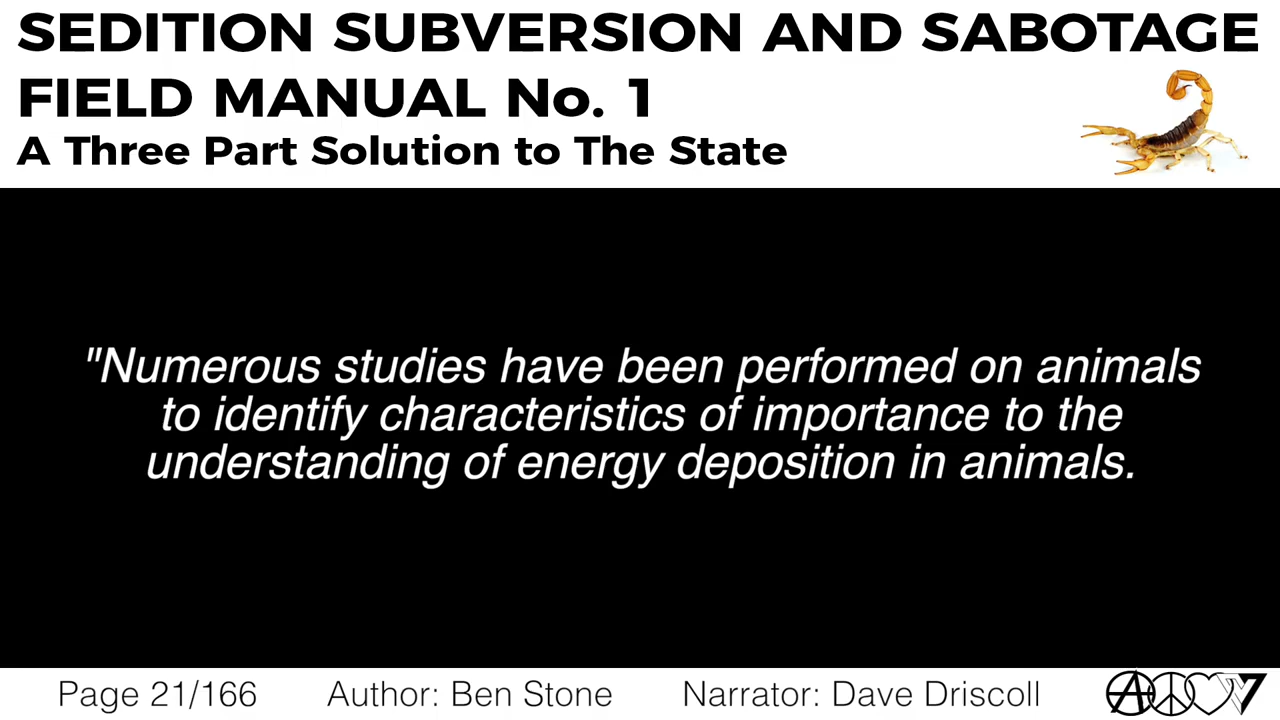 SEDITION SUBVERSION AND SABOTAGE
FIELD MANUAL No. 1
A Three Part Solution to The State
"Numerous studies have been performed on animals
to identify characteristics of importance to the
understanding of energy deposition in animals.
Page 21/166 Author: Ben Stone Narrator: Dave Driscoll